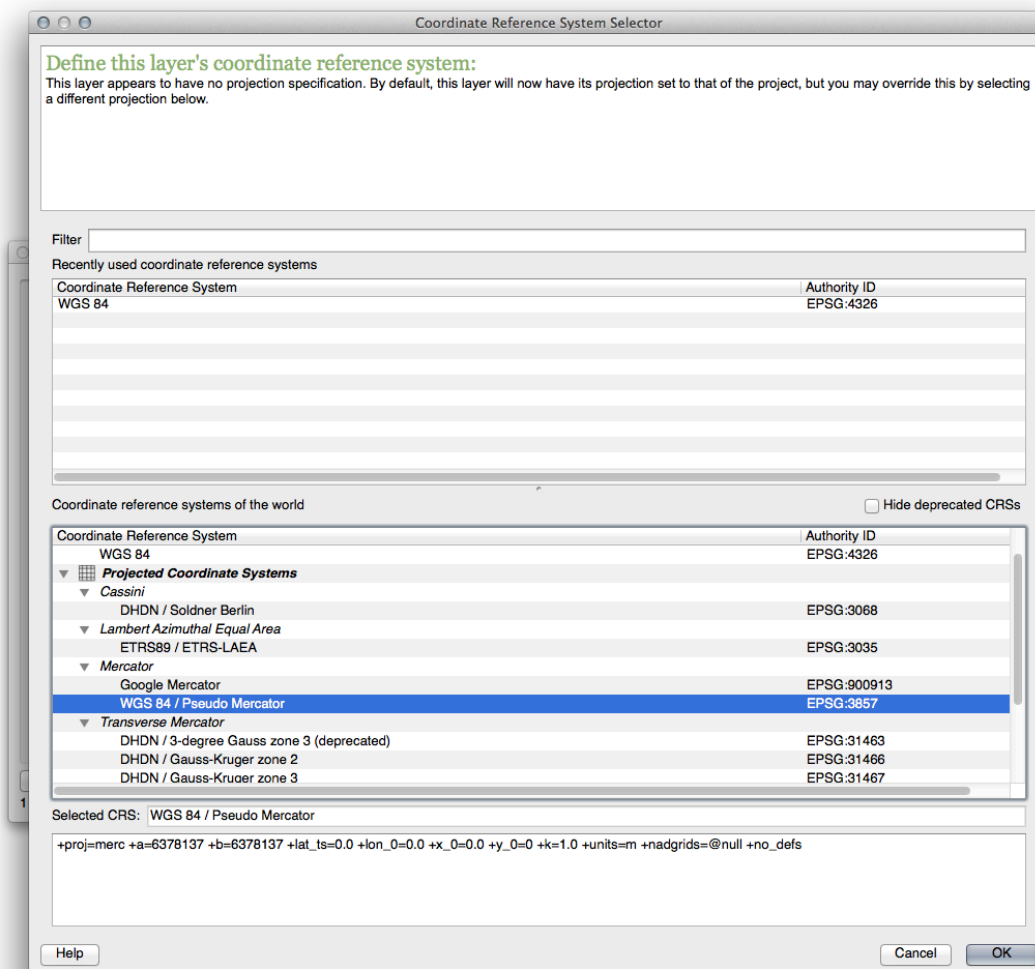 Coordinate Reference System Selector
Define this layer's coordinate reference system:
This layer appears to have no projection specification. By default, this layer will now have its projection set to that of the project, but you may override this by selecting
a different projection below.
Filter
Recently used coordinate reference systems
Coordinate Reference System Authority ID
WGS 84 EPSG:4326
Coordinate reference systems of the world Hide deprecated CRSs
Coordinate Reference System Authority ID
WGS 84 EPSG:4326
Projected Coordinate Systems
Cassini
DHDN / Soldner Berlin EPSG:3068
Lambert Azimuthal Equal Area
ETRS89 / ETRS-LAEA EPSG:3035
Mercator
Google Mercator EPSG:900913
WGS 84 / Pseudo Mercator EPSG:3857
Transverse Mercator
DHDN / 3-degree Gauss zone 3 (deprecated) EPSG:31463
DHDN / Gauss-Kruger zone 2 EPSG:31466
DHDN / Gauss-Kruger zone 3 EPSG:31467
1
Selected CRS: WGS 84 / Pseudo Mercator
+proj=merc +a=6378137 +b=6378137 +lat_ts=0.0 +lon_0=0.0 +x_0=0.0 +y_0=0 +k=1.0 +units=m +nadgrids=@null +no_defs
Help Cancel OK